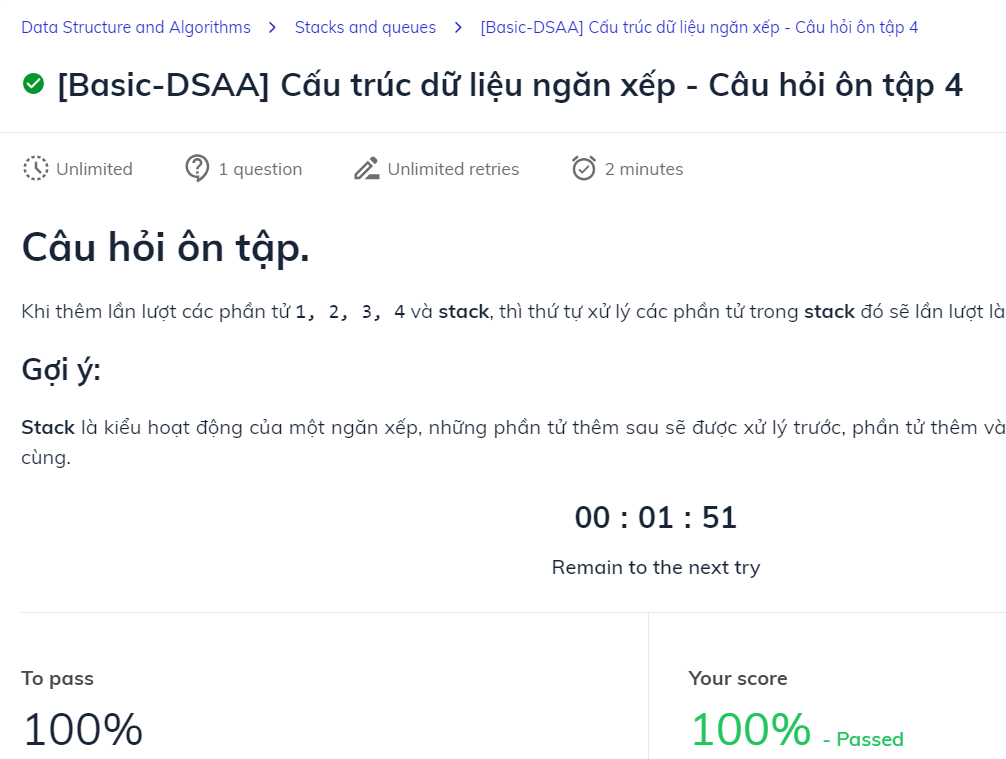 Data Structure and Algorithms > Stacks and queues > [Basic-DSAA] Cấu trúc dữ liệu ngăn xếp - Câu hỏi ôn tập 4
[Basic-DSAA] Cấu trúc dữ liệu ngăn xếp - Câu hỏi ôn tập 4
Unlimited 1 question Unlimited retries 2 minutes
Câu hỏi ôn tập.
Khi thêm lần lượt các phần tử 1, 2, 3, 4 và stack, thì thứ tự xử lý các phần tử trong stack đó sẽ lần lượt là
Gợi ý:
Stack là kiểu hoạt động của một ngăn xếp, những phần tử thêm sau sẽ được xử lý trước, phần tử thêm và
cùng.
00 : 01 : 51
Remain to the next try
To pass Your score
100% 100% - Passed